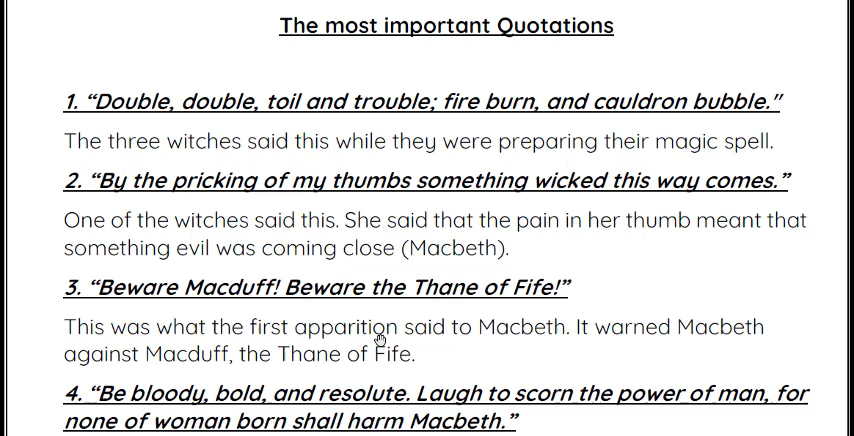 The most important Quotations
1. “Double, double, toil and trouble; fire burn, and cauldron bubble."
The three witches said this while they were preparing their magic spell.
2. “By the pricking of my thumbs something wicked this way comes.”
One of the witches said this. She said that the pain in her thumb meant that
something evil was coming close (Macbeth).
3. “Beware Macduff! Beware the Thane of Fife!”
This was what the first apparition said to Macbeth. It warned Macbeth
against Macduff, the Thane of Fife.
4. “Be bloody, bold, and resolute. Laugh to scorn the power of man, for
none of woman born shall harm Macbeth.”